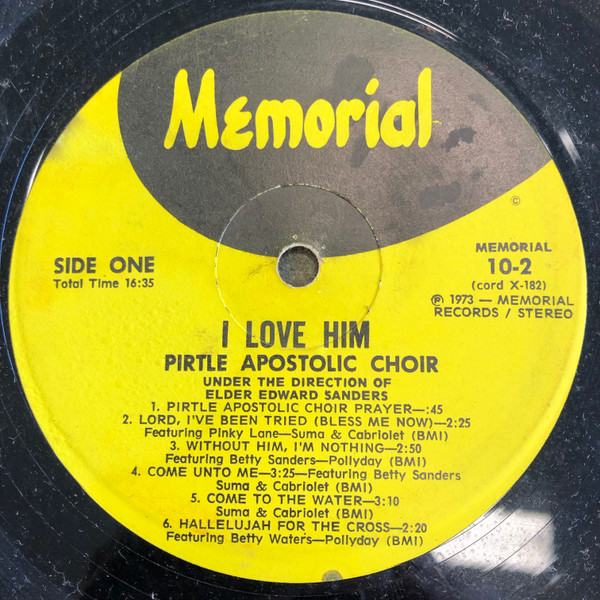 Memorial
©
SIDE ONE
Total Time 16:35
MEMORIAL
10-2
(cord X-182)
℗ 1973 — MEMORIAL
RECORDS / STEREO
I LOVE HIM
PIRTLE APOSTOLIC CHOIR
UNDER THE DIRECTION OF
ELDER EDWARD SANDERS
1. PIRTLE APOSTOLIC CHOIR PRAYER—:45
2. LORD, I'VE BEEN TRIED (BLESS ME NOW)—2:25
Featuring Pinky Lane—Suma & Cabriolet (BMI)
3. WITHOUT HIM, I'M NOTHING—2:50
Featuring Betty Sanders—Pollyday (BMI)
4. COME UNTO ME—3:25—Featuring Betty Sanders
Suma & Cabriolet (BMI)
5. COME TO THE WATER—3:10
Suma & Cabriolet (BMI)
6. HALLELUJAH FOR THE CROSS—2:20
Featuring Betty Waters—Pollyday (BMI)